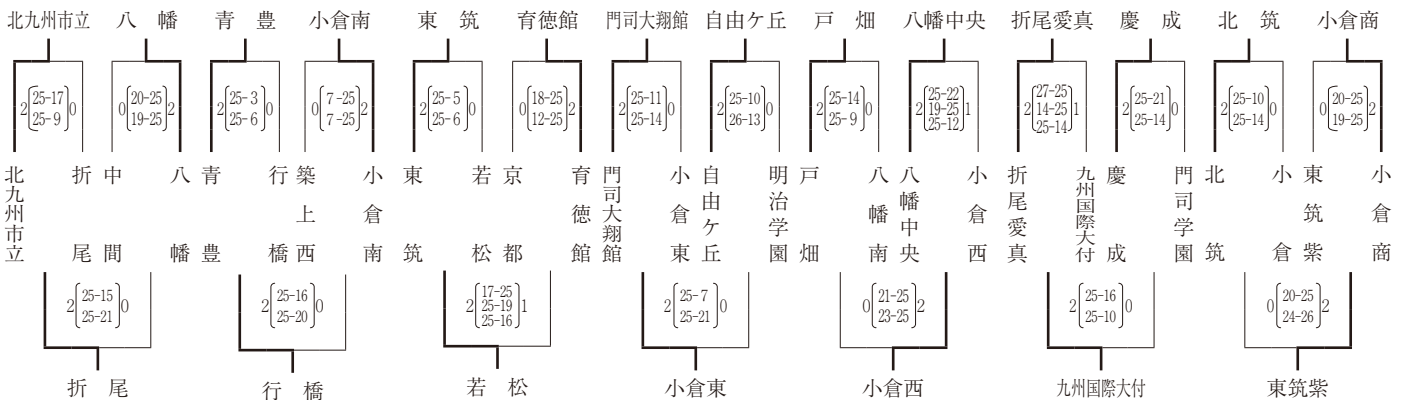 北九州市立 八幡 青豊 小倉南 東筑 育徳館 門司大翔館 自由ケ丘 戸畑 八幡中央 折尾愛真 慶成 北筑 小倉商
2 25-17 25-9 0
0 20-25 19-25 2
2 25-3 25-6 0
0 7-25 7-25 2
2 25-5 25-6 0
0 18-25 12-25 2
2 25-11 25-14 0
2 25-10 26-13 0
2 25-14 25-9 0
2 25-22 19-25 25-12 1
2 27-25 14-25 25-14 1
2 25-21 25-14 0
2 25-10 25-14 0
0 20-25 19-25 2
北九州市立
折尾
中間
八幡
青豊
行橋
築上西
小倉南
東筑
若松
京都
育徳館
門司大翔館
小倉東
自由ケ丘
明治学園
戸畑
八幡南
八幡中央
小倉西
折尾愛真
九州国際大付
慶成
門司学園
北筑
小倉
東筑紫
小倉商
2 25-15 25-21 0
2 25-16 25-20 0
2 17-25 25-19 25-16 1
2 25-7 25-21 0
0 21-25 23-25 2
2 25-16 25-10 0
0 20-25 24-26 2
折尾 行橋 若松 小倉東 小倉西 九州国際大付 東筑紫